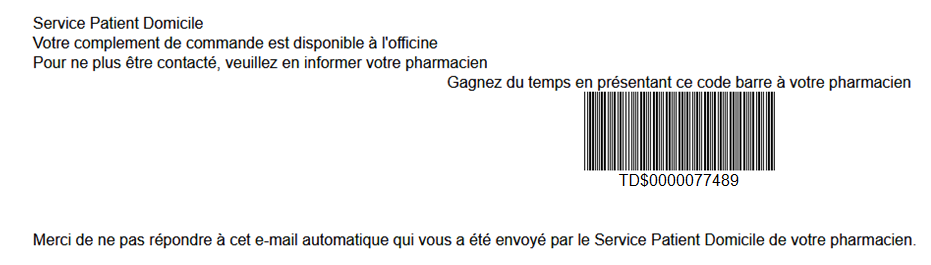 Service Patient Domicile
Votre complement de commande est disponible à l'officine
Pour ne plus être contacté, veuillez en informer votre pharmacien
Gagnez du temps en présentant ce code barre à votre pharmacien
TD$0000077489
Merci de ne pas répondre à cet e-mail automatique qui vous a été envoyé par le Service Patient Domicile de votre pharmacien.